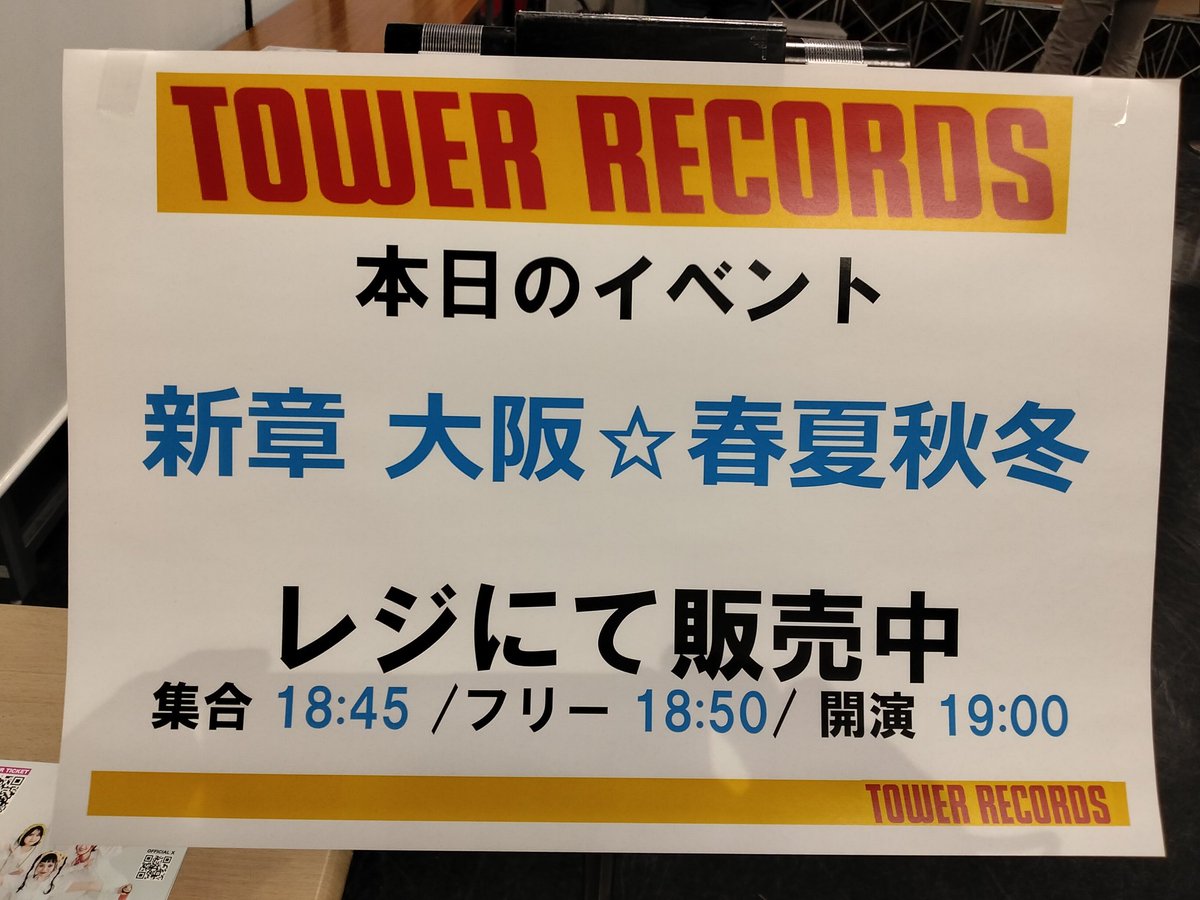 TOWER RECORDS
本日のイベント
新章 大阪☆春夏秋冬
レジにて販売中
集合 18:45 /フリー 18:50/ 開演 19:00
TOWER RECORDS
R TICKET
OFFICIAL X